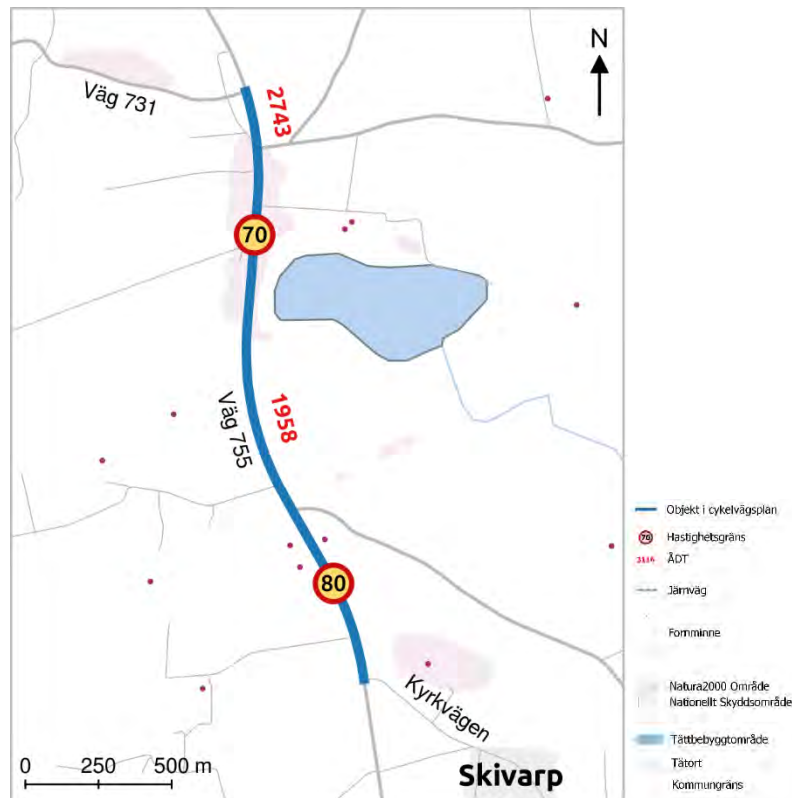 N
Väg 731
2743
70
1958
Väg 755
80
Kyrkvägen
0 250 500 m
Skivarp
Objekt i cykelvägsplan
70 Hastighetsgräns
ÅDT
Järnväg
Fornminne
Natura2000 Område
Nationellt Skyddsområde
Tättbebyggtområde
Tätort
Kommungräns